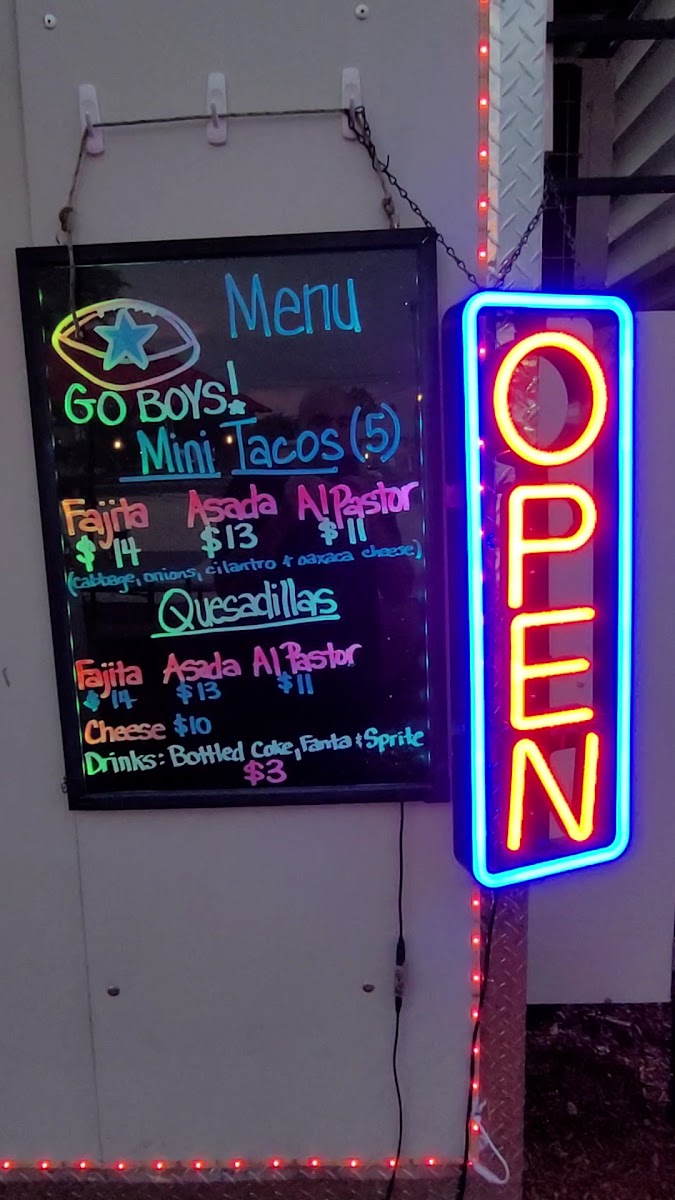 Menu
GO BOYS!
Mini Tacos (5)
Fajita Asada Al Pastor
$14 $13 $11
(cabbage, onions, cilantro & oaxaca cheese)
Quesadillas
Fajita Asada Al Pastor
$14 $13 $11
Cheese $10
Drinks: Bottled Coke, Fanta & Sprite
$3
OPEN